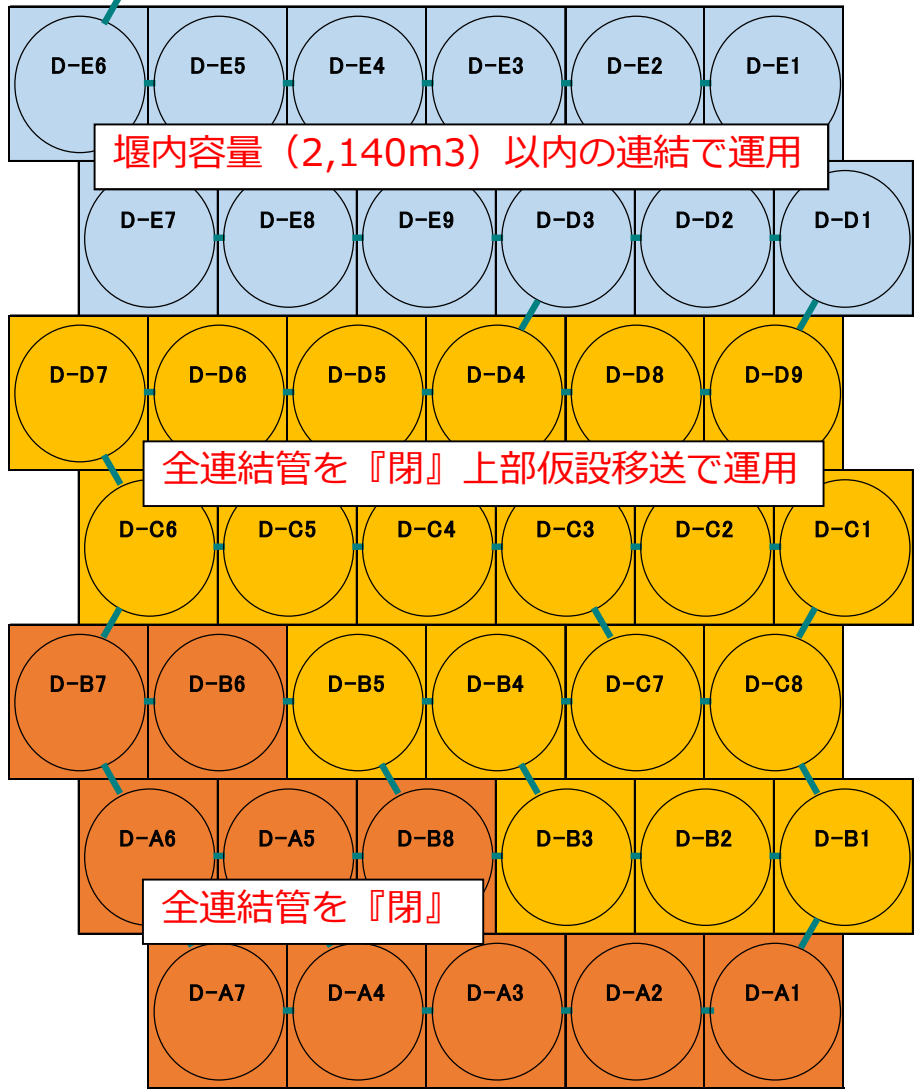 D-E6 D-E5 D-E4 D-E3 D-E2 D-E1
堰内容量（2,140m3）以内の連結で運用
D-E7 D-E8 D-E9 D-D3 D-D2 D-D1
D-D7 D-D6 D-D5 D-D4 D-D8 D-D9
全連結管を『閉』上部仮設移送で運用
D-C6 D-C5 D-C4 D-C3 D-C2 D-C1
D-B7 D-B6 D-B5 D-B4 D-C7 D-C8
D-A6 D-A5 D-B8 D-B3 D-B2 D-B1
全連結管を『閉』
D-A7 D-A4 D-A3 D-A2 D-A1